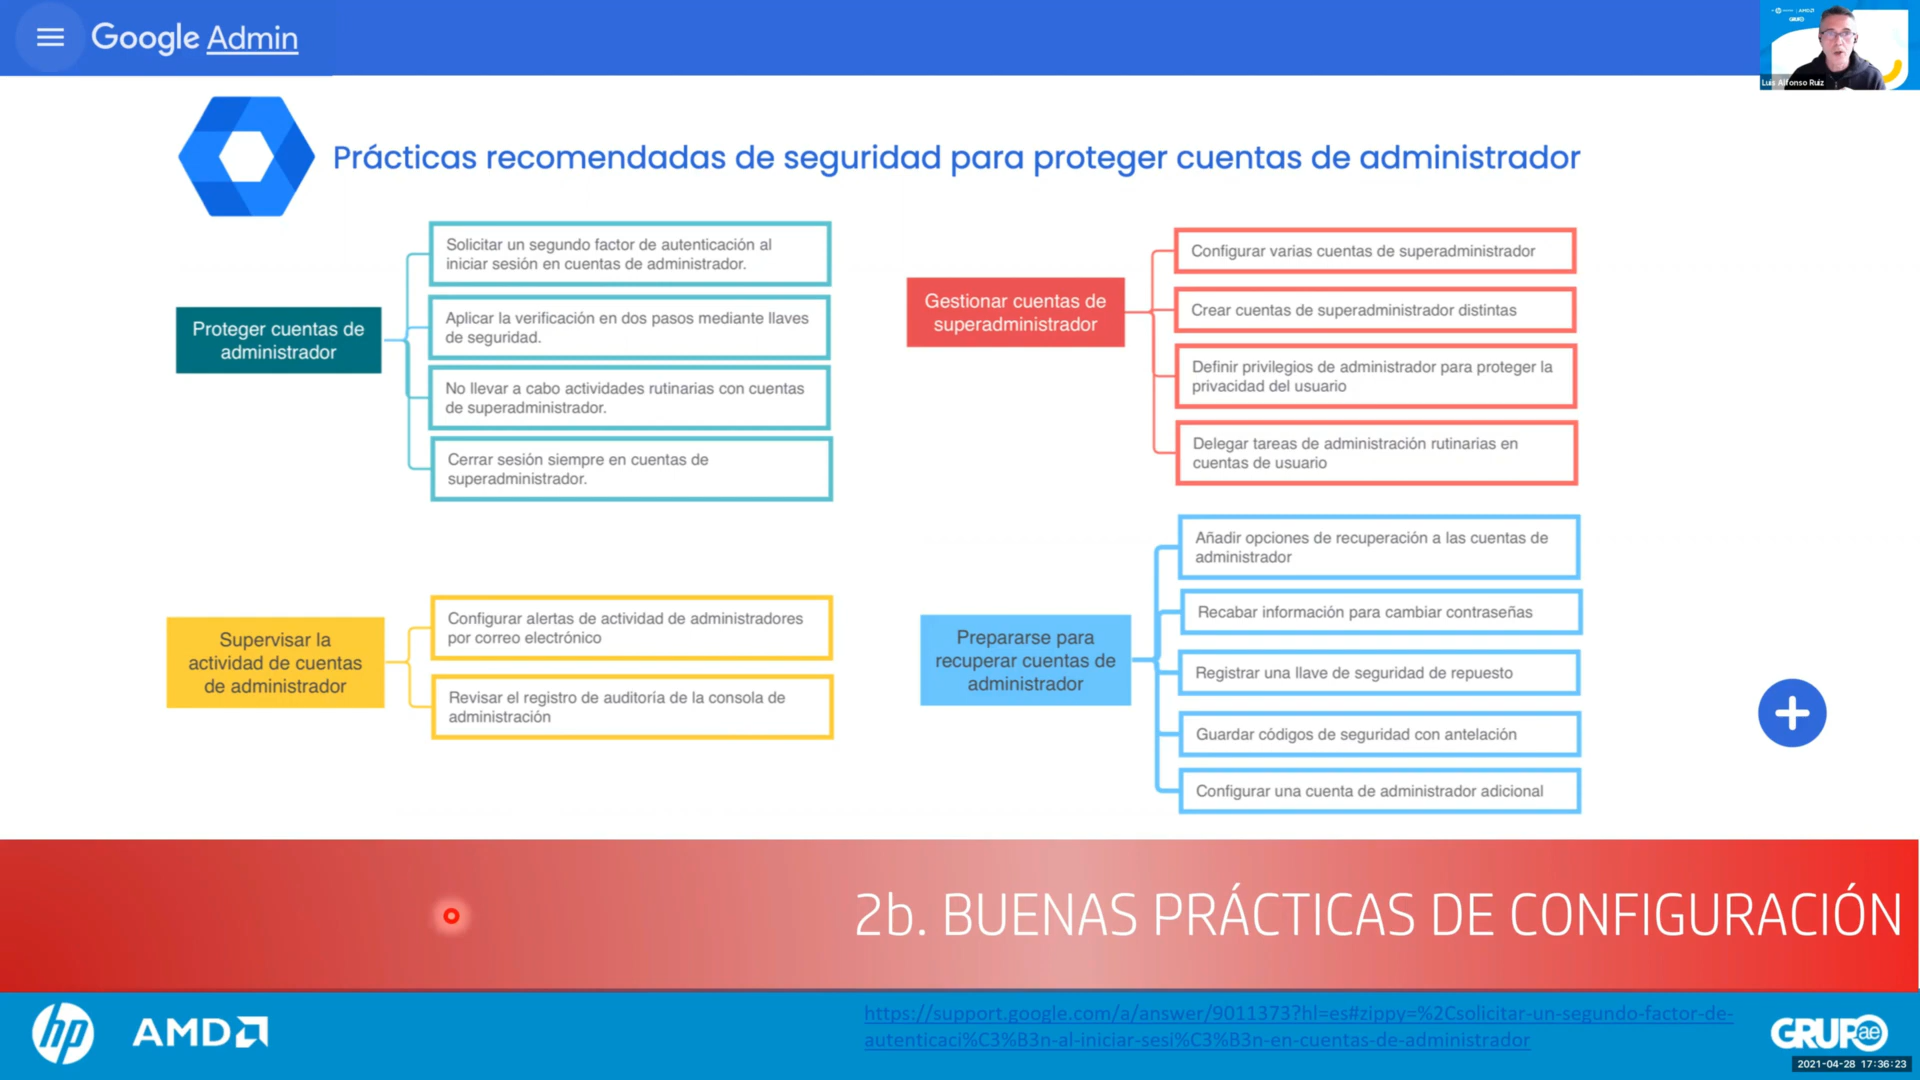 Google Admin
Luis Alfonso Ruiz
Prácticas recomendadas de seguridad para proteger cuentas de administrador
Proteger cuentas de
administrador
Solicitar un segundo factor de autenticación al
iniciar sesión en cuentas de administrador.
Aplicar la verificación en dos pasos mediante llaves
de seguridad.
No llevar a cabo actividades rutinarias con cuentas
de superadministrador.
Cerrar sesión siempre en cuentas de
superadministrador.
Gestionar cuentas de
superadministrador
Configurar varias cuentas de superadministrador
Crear cuentas de superadministrador distintas
Definir privilegios de administrador para proteger la
privacidad del usuario
Delegar tareas de administración rutinarias en
cuentas de usuario
Supervisar la
actividad de cuentas
de administrador
Configurar alertas de actividad de administradores
por correo electrónico
Revisar el registro de auditoría de la consola de
administración
Prepararse para
recuperar cuentas de
administrador
Añadir opciones de recuperación a las cuentas de
administrador
Recabar información para cambiar contraseñas
Registrar una llave de seguridad de repuesto
Guardar códigos de seguridad con antelación
Configurar una cuenta de administrador adicional
2b. BUENAS PRÁCTICAS DE CONFIGURACIÓN
hp
AMD
https://support.google.com/a/answer/9011373?hl=es#zippy=%2Csolicitar-un-segundo-factor-de-
autenticaci%C3%B3n-al-iniciar-sesi%C3%B3n-en-cuentas-de-administrador
GRUPO ae
2021-04-28 17:36:23